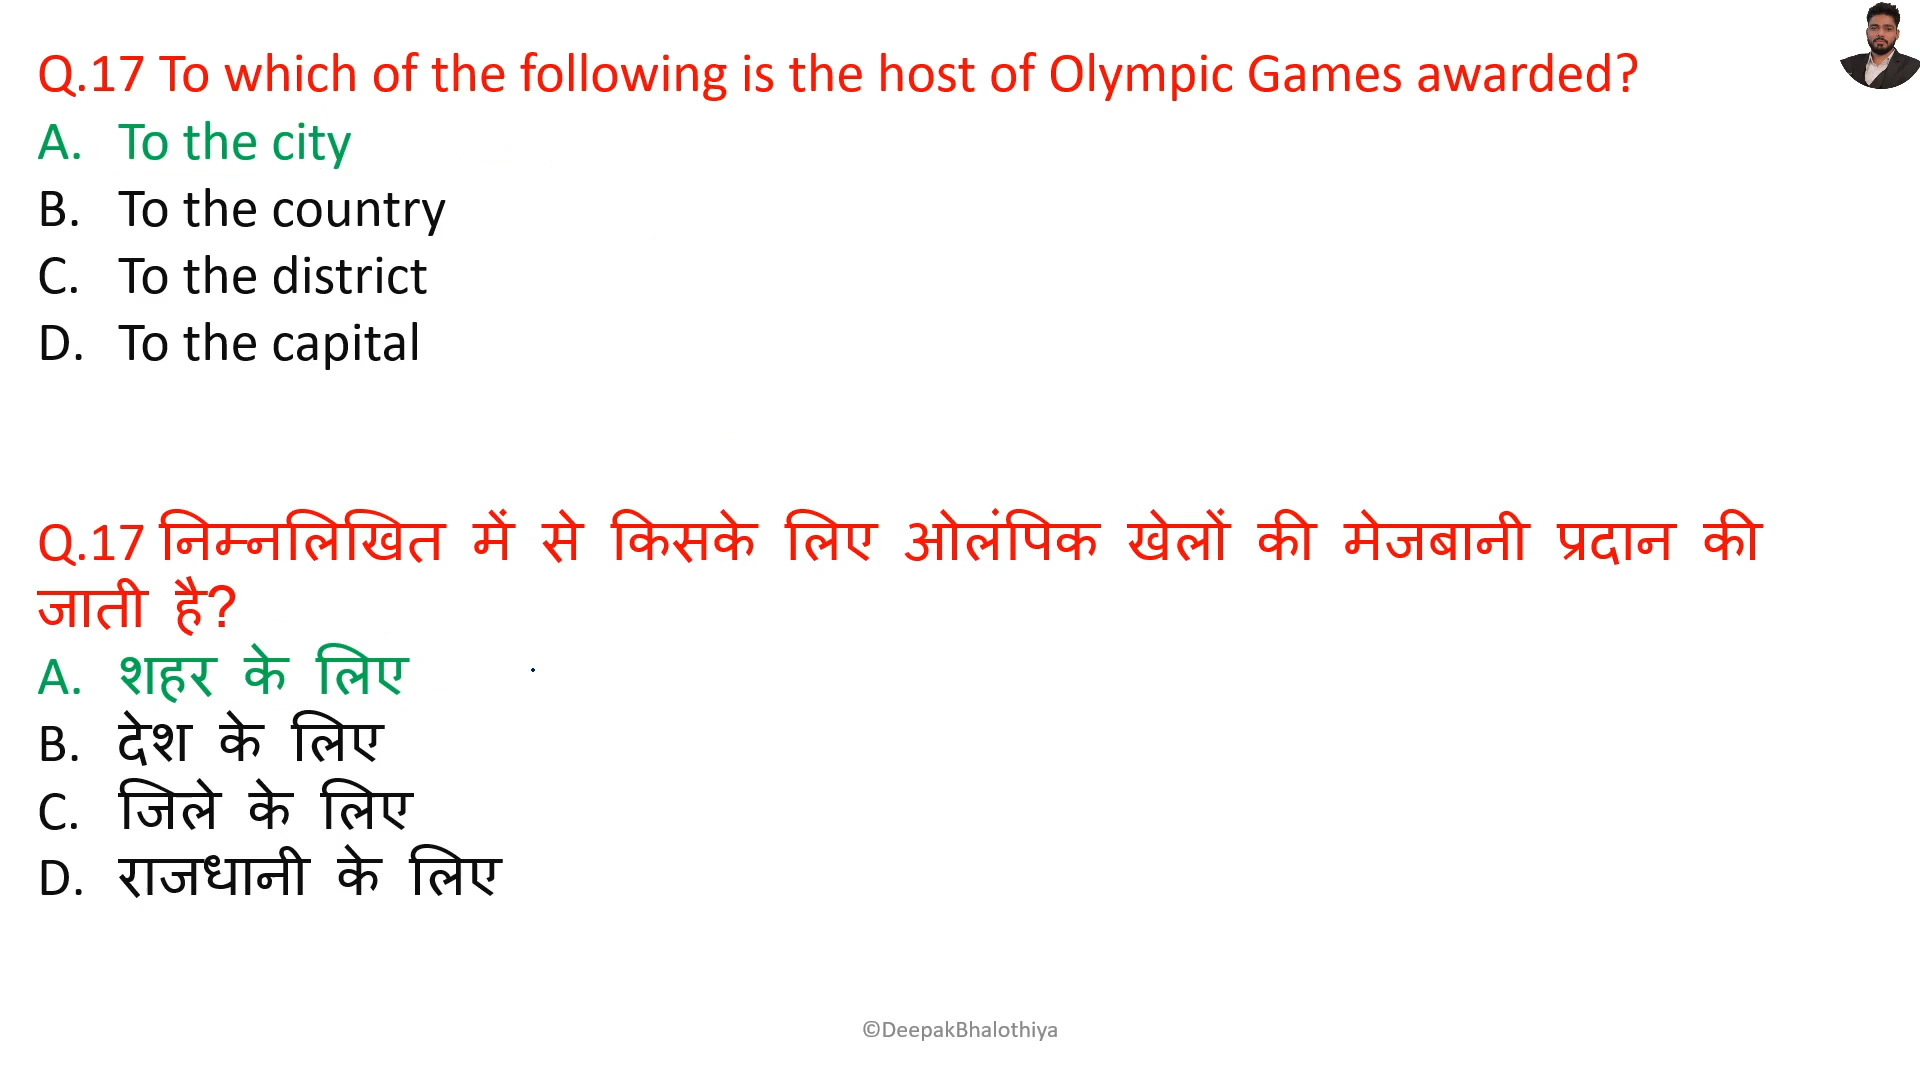 Q.17 To which of the following is the host of Olympic Games awarded?
A. To the city
B. To the country
C. To the district
D. To the capital
Q.17 निम्नलिखित में से किसके लिए ओलंपिक खेलों की मेजबानी प्रदान की
जाती है?
A. शहर के लिए
B. देश के लिए
C. जिले के लिए
D. राजधानी के लिए
©DeepakBhalothiya